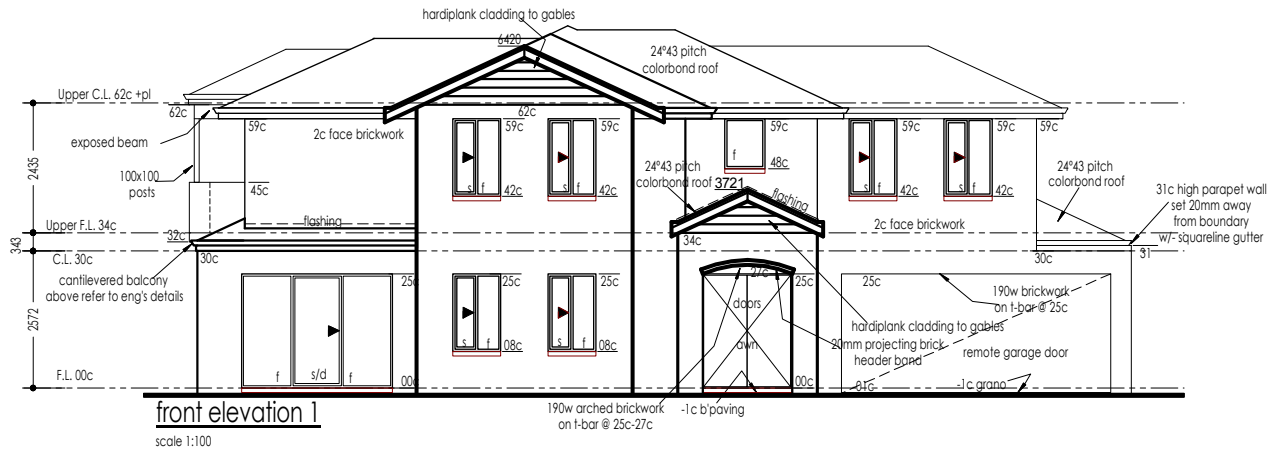 hardiplank cladding to gables
6420
24°43 pitch
colorbond roof
Upper C.L. 62c +pl
62c
62c
59c
59c
59c
59c
59c
59c
59c
exposed beam
2c face brickwork
100x100
posts
2435
f
48c
24°43 pitch
colorbond roof
3721
flashing
24°43 pitch
colorbond roof
45c
s f
42c
s f
42c
s f
42c
s f
42c
31c high parapet wall
set 20mm away
from boundary
w/- squareline gutter
flashing
Upper F.L. 34c
32c
34c
2c face brickwork
343
C.L. 30c
30c
30c
31
cantilevered balcony
above refer to eng's details
25c
25c
25c
27c
25c
25c
190w brickwork
on t-bar @ 25c
2572
doors
awn
hardiplank cladding to gables
20mm projecting brick
header band
remote garage door
s f
08c
s f
08c
F.L. 00c
f
s/d
f
00c
00c
01c
-1c grano
190w arched brickwork
on t-bar @ 25c-27c
-1c b'paving
front elevation 1
scale 1:100